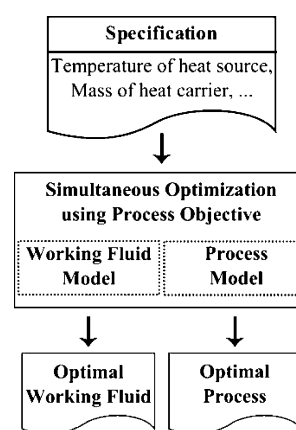 Specification
Temperature of heat source,
Mass of heat carrier, ...
Simultaneous Optimization
using Process Objective
Working Fluid
Model
Process
Model
Optimal
Working Fluid
Optimal
Process